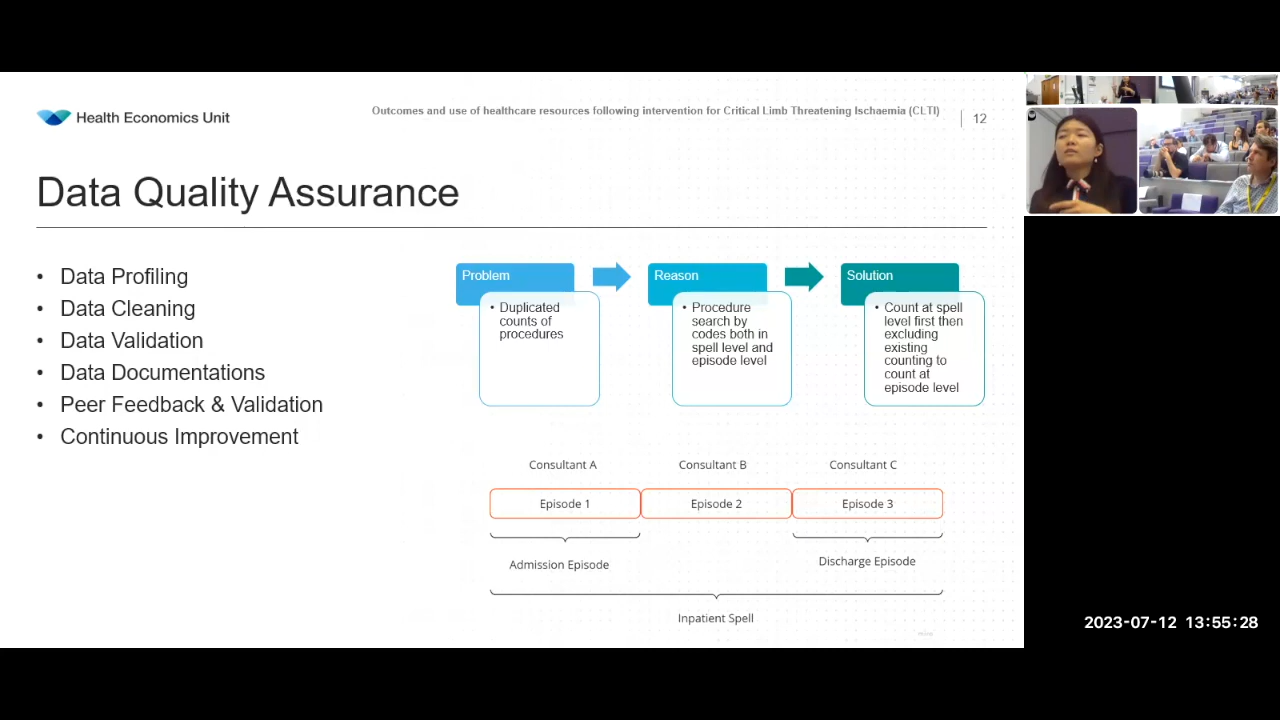 Health Economics Unit
Outcomes and use of healthcare resources following intervention for Critical Limb Threatening Ischaemia (CLTI)
12
Data Quality Assurance
• Data Profiling
• Data Cleaning
• Data Validation
• Data Documentations
• Peer Feedback & Validation
• Continuous Improvement
Problem
• Duplicated
counts of
procedures
Reason
• Procedure
search by
codes both in
spell level and
episode level
Solution
• Count at spell
level first then
excluding
existing
counting to
count at
episode level
Consultant A
Consultant B
Consultant C
Episode 1
Episode 2
Episode 3
Admission Episode
Discharge Episode
Inpatient Spell
2023-07-12 13:55:28